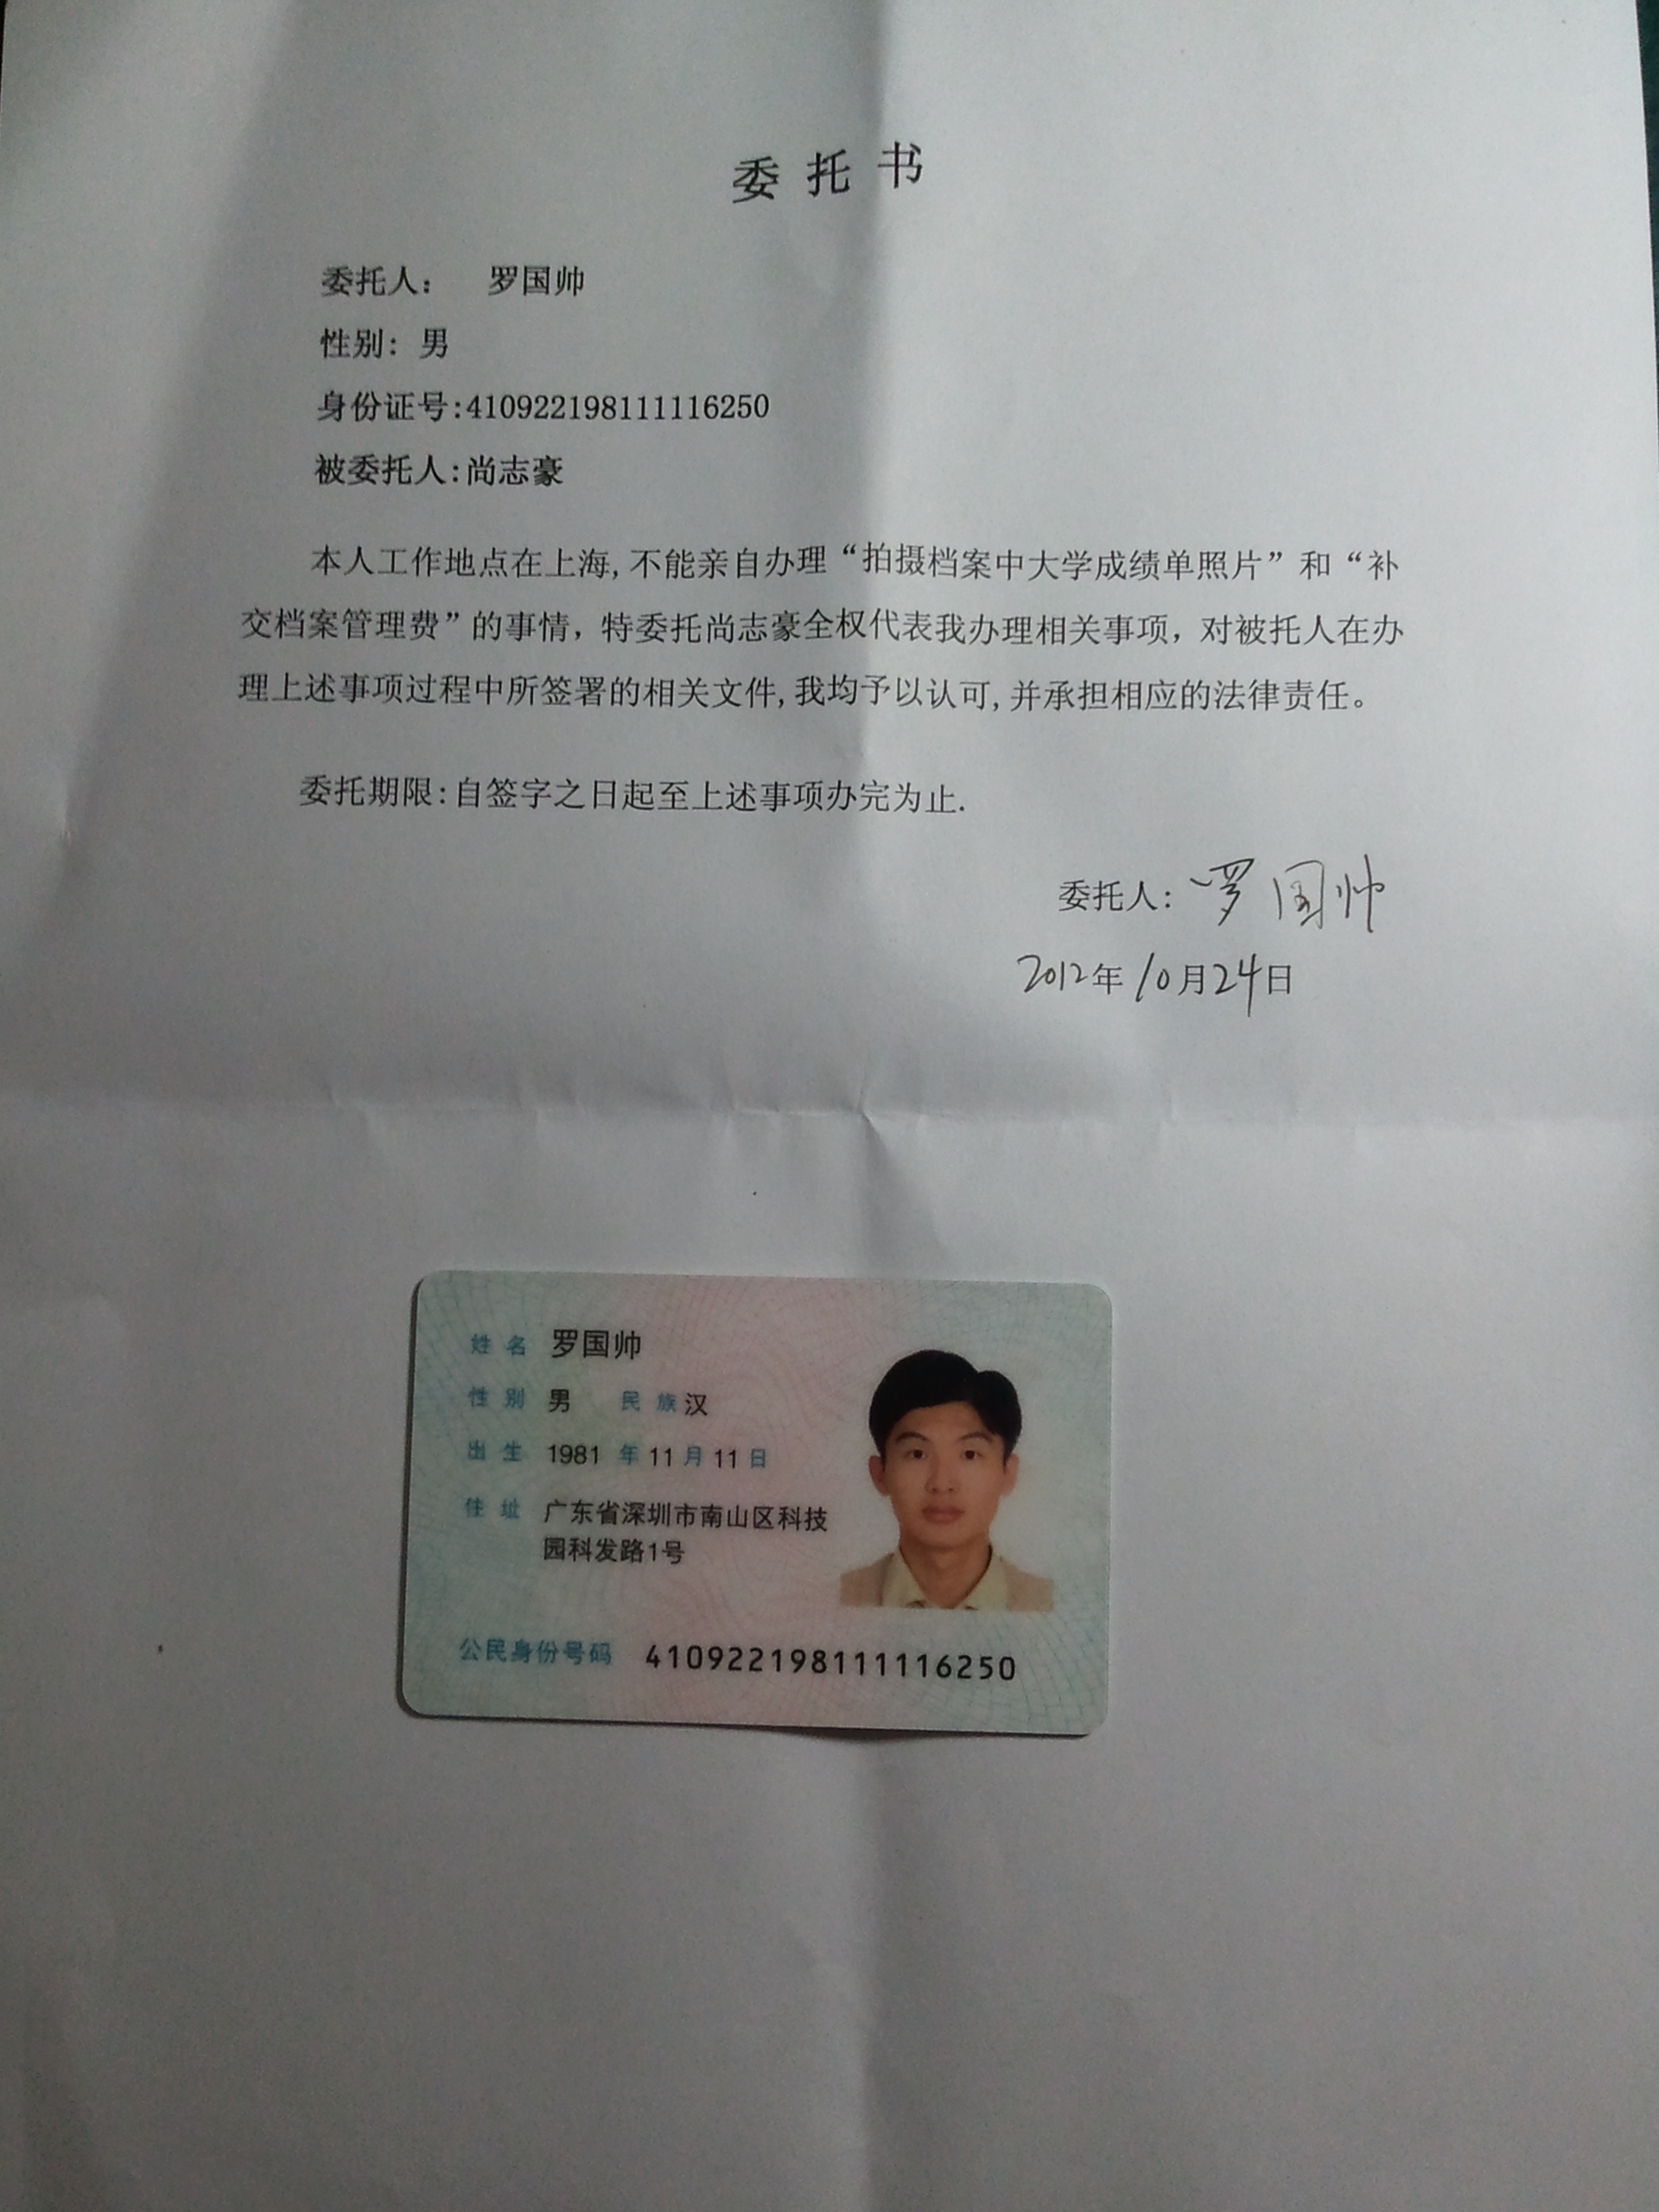 委托书
委托人： 罗国帅
性别: 男
身份证号:410922198111116250
被委托人:尚志豪
本人工作地点在上海,不能亲自办理“拍摄档案中大学成绩单照片”和“补
交档案管理费”的事情，特委托尚志豪全权代表我办理相关事项，对被托人在办
理上述事项过程中所签署的相关文件,我均予以认可,并承担相应的法律责任。
委托期限:自签字之日起至上述事项办完为止.
委托人: 罗国帅
2012年10月24日
姓名 罗国帅
性别 男 民族 汉
出生 1981年11月11日
住址 广东省深圳市南山区科技
园科发路1号
公民身份号码 410922198111116250